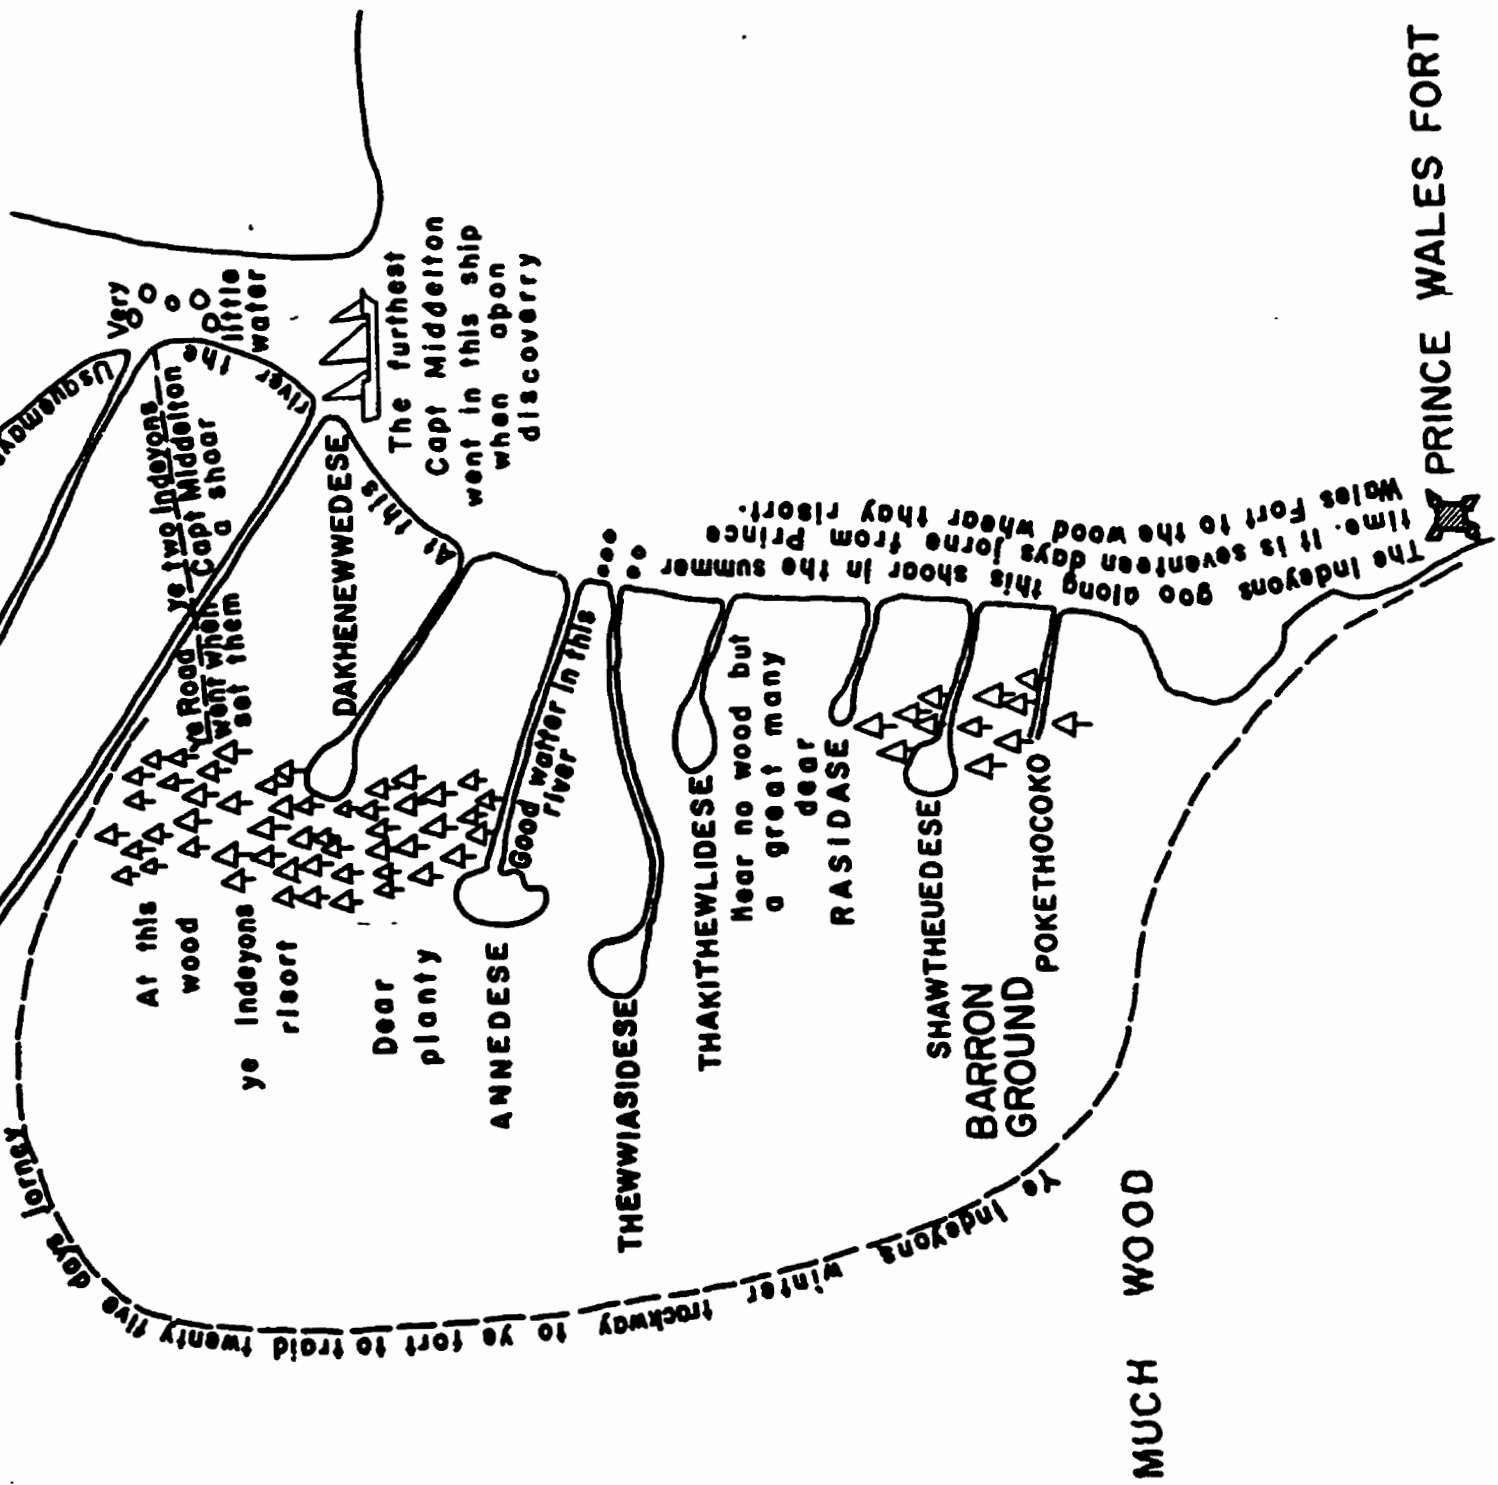 Usquemays
Very
little
water
At this
the
river
ye two Indeyons
ye Road
Capt Middelton
went when
a shoar
set them
The furthest
Capt Middelton
went in this ship
when apon
discoverry
DAKHENEWWEDESE
At this
wood
ye Indeyons
risort
Dear
planty
ANNEDESE
Good watter in this
river
THEWWIASIDESE
THAKITHEWLIDESE
Hear no wood but
a great many
dear
RASIDASE
SHAWTHEUEDESE
POKETHOCOKO
BARRON
GROUND
The Indeyons goo along this shoar in the summer
time. It is seventeen days jorne from Prince
Wales Fort to the wood whear thay risort.
PRINCE WALES FORT
Ye Indeyons winter trackway to ye fort to traid twenty five days jorney
MUCH WOOD